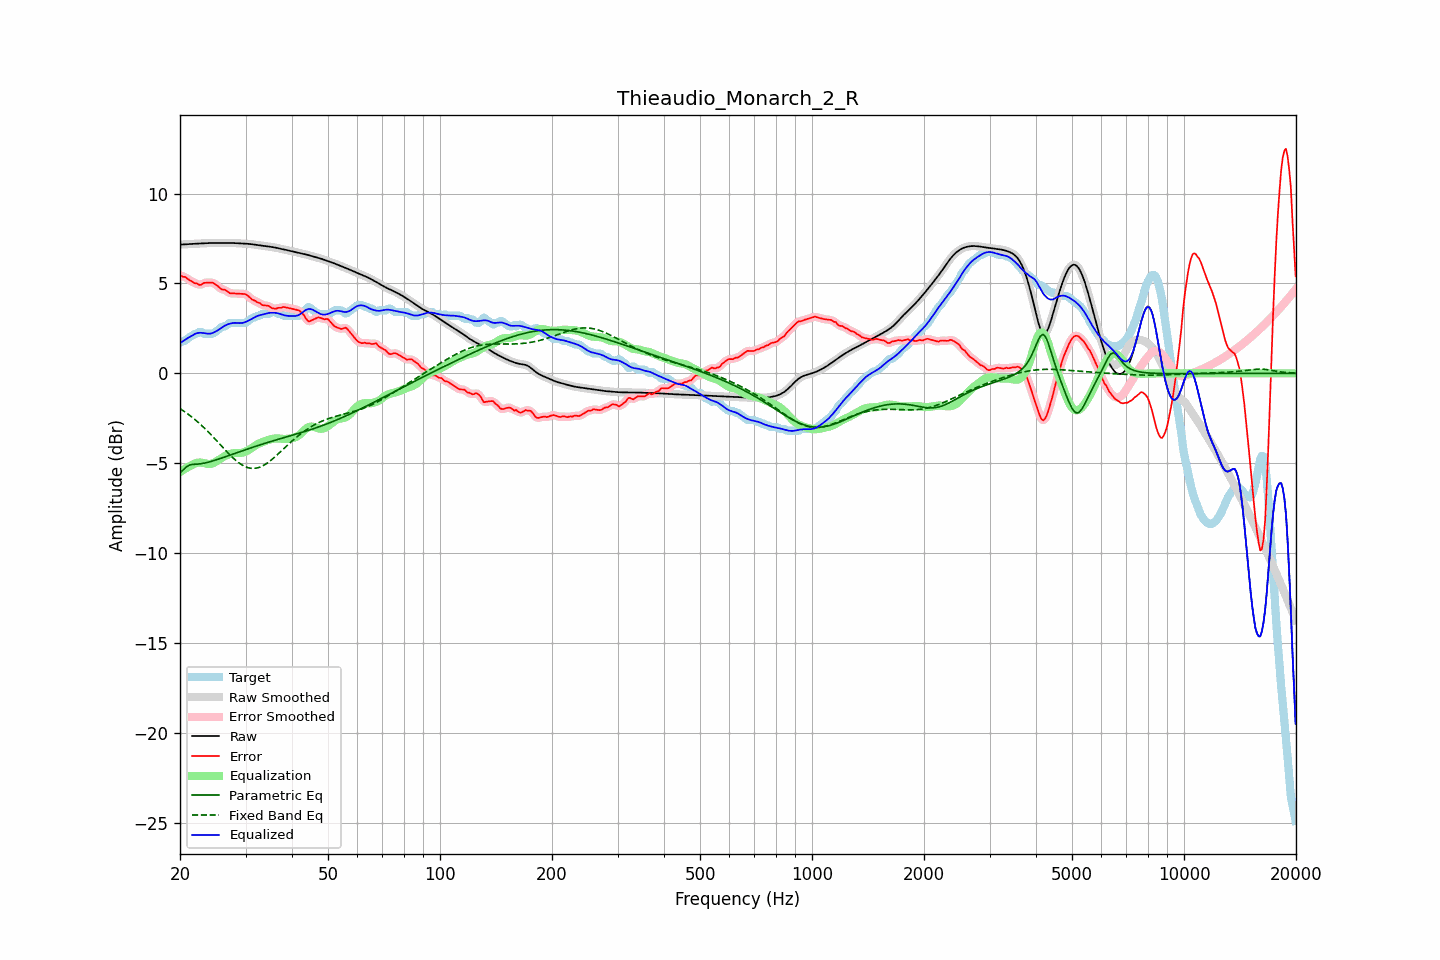 Thieaudio_Monarch_2_R
Amplitude (dBr)
10
5
0
−5
−10
−15
−20
−25
Target
Raw Smoothed
Error Smoothed
Raw
Error
Equalization
Parametric Eq
Fixed Band Eq
Equalized
20 50 100 200 500 1000 2000 5000 10000 20000
Frequency (Hz)